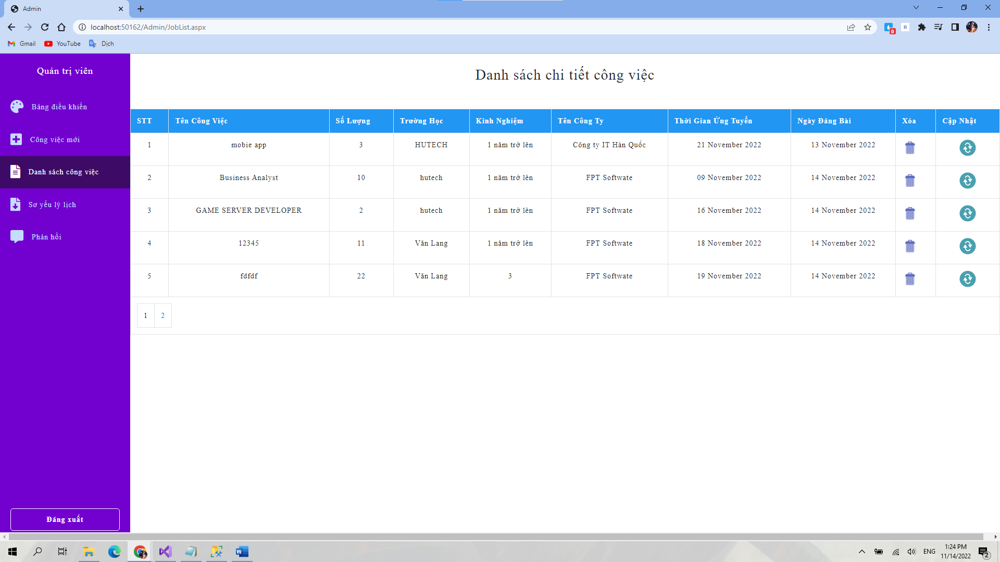 Admin
localhost:50162/Admin/JobList.aspx
B
0
Gmail YouTube Dịch
Quản trị viên
Bảng điều khiển
Công việc mới
Danh sách công việc
Sơ yếu lý lịch
Phản hồi
Đăng xuất
Danh sách chi tiết công việc
STT Tên Công Việc Số Lượng Trường Học Kinh Nghiệm Tên Công Ty Thời Gian Ứng Tuyển Ngày Đăng Bài Xóa Cập Nhật
1 mobie app 3 HUTECH 1 năm trở lên Công ty IT Hàn Quốc 21 November 2022 13 November 2022
2 Business Analyst 10 hutech 1 năm trở lên FPT Softwate 09 November 2022 14 November 2022
3 GAME SERVER DEVELOPER 2 hutech 1 năm trở lên FPT Softwate 16 November 2022 14 November 2022
4 12345 11 Văn Lang 1 năm trở lên FPT Softwate 18 November 2022 14 November 2022
5 fdfdf 22 Văn Lang 3 FPT Softwate 19 November 2022 14 November 2022
1 2
ENG
1:24 PM
11/14/2022
2